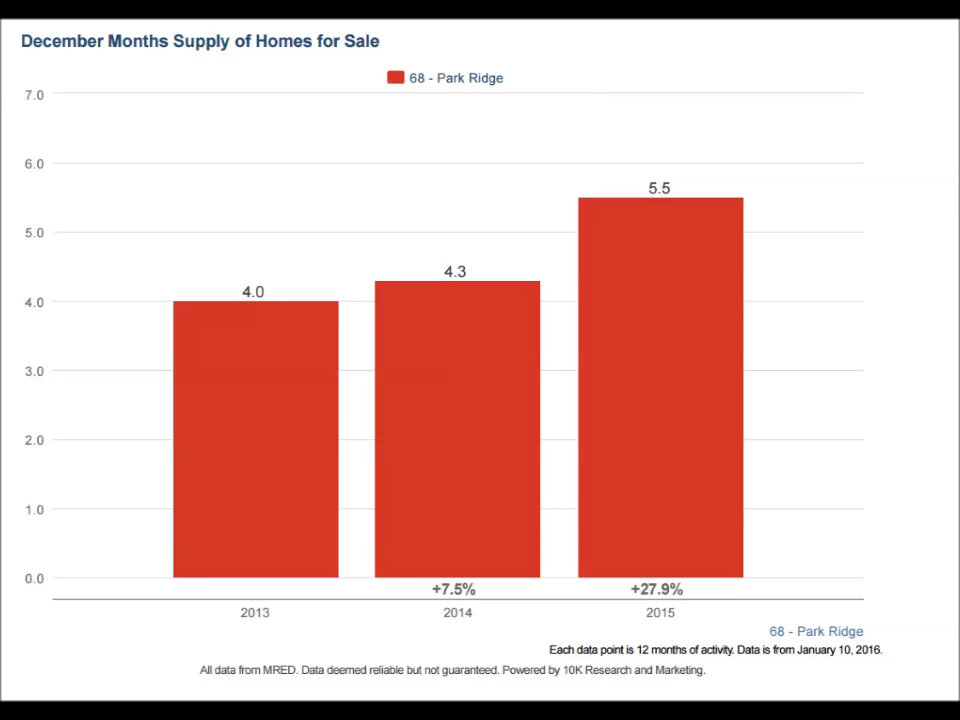 December Months Supply of Homes for Sale
68 - Park Ridge
7.0
6.0
5.5
5.0
4.3
4.0
4.0
3.0
2.0
1.0
0.0
+7.5% +27.9%
2013 2014 2015
68 - Park Ridge
Each data point is 12 months of activity. Data is from January 10, 2016.
All data from MRED. Data deemed reliable but not guaranteed. Powered by 10K Research and Marketing.